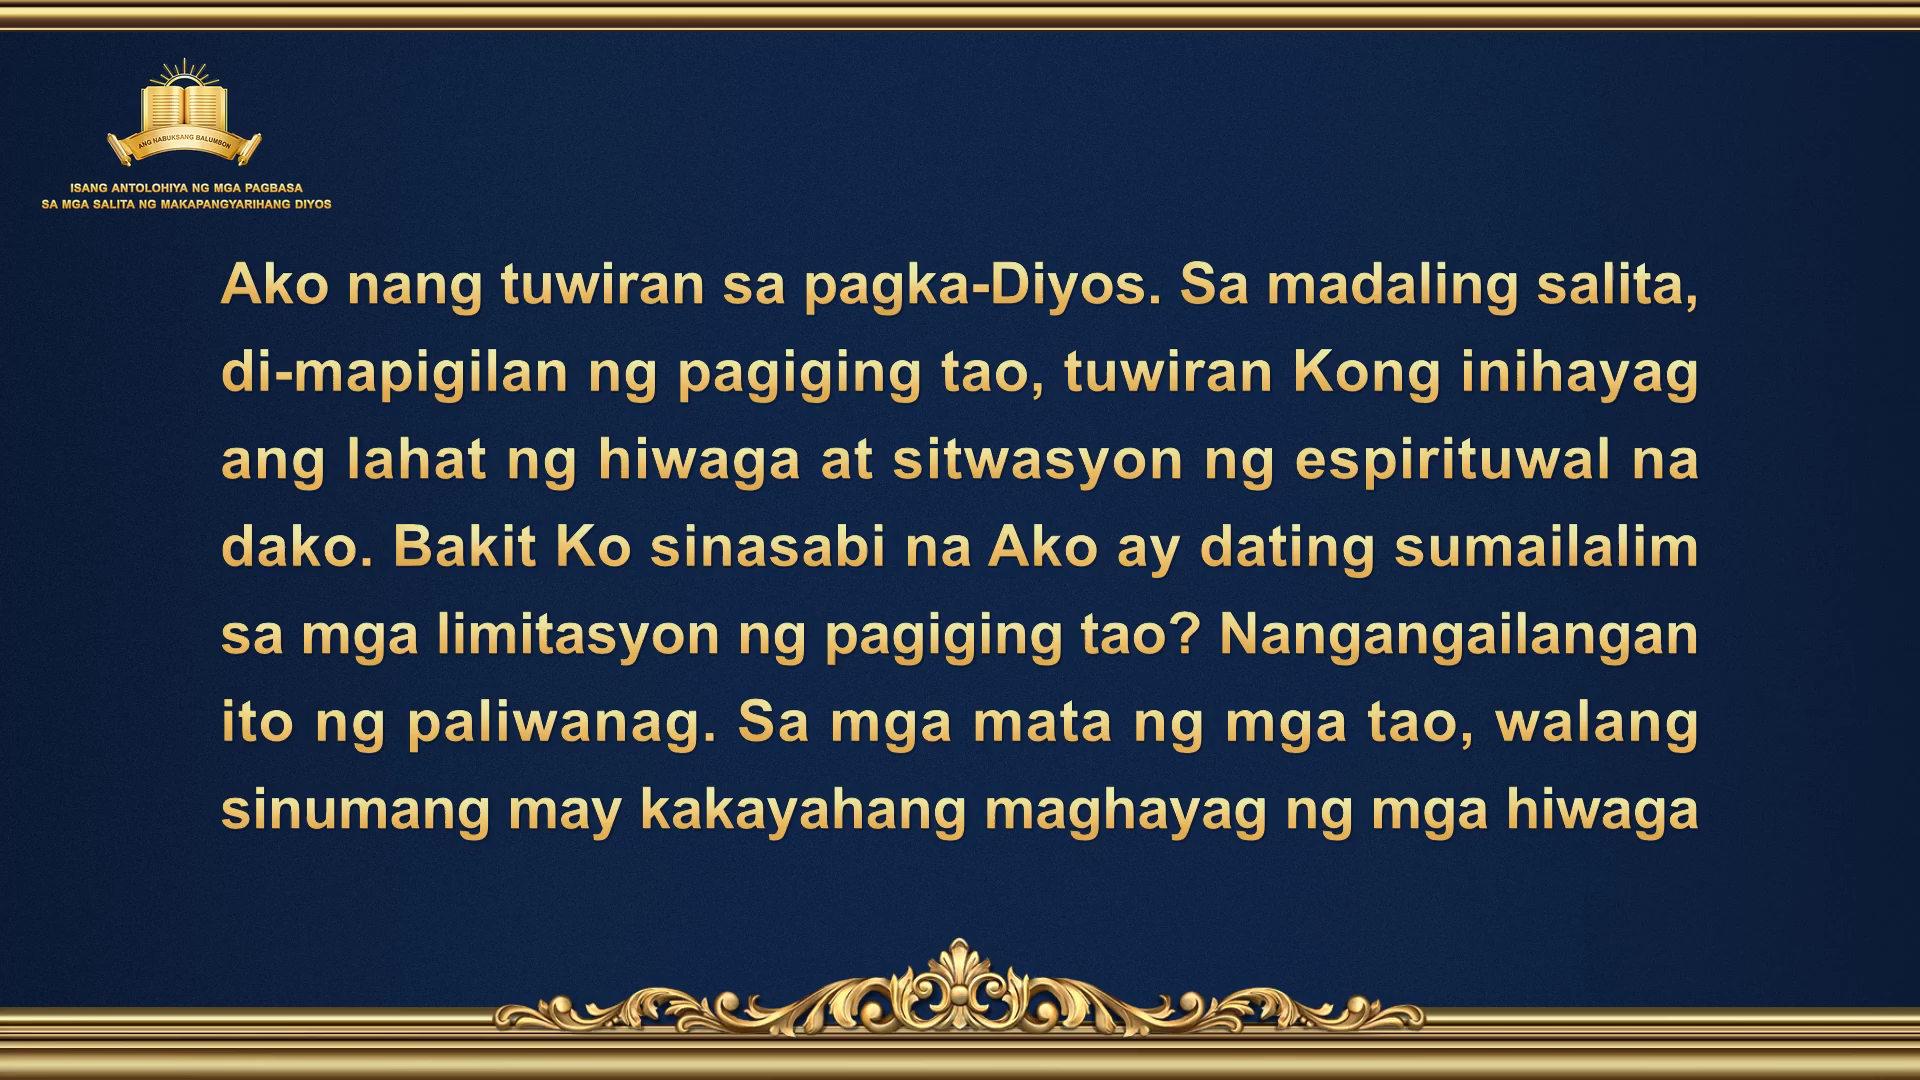 ANG NABUKSANG BALUMBON
ISANG ANTOLOHIYA NG MGA PAGBASA
SA MGA SALITA NG MAKAPANGYARIHANG DIYOS
Ako nang tuwiran sa pagka-Diyos. Sa madaling salita,
di-mapigilan ng pagiging tao, tuwiran Kong inihayag
ang lahat ng hiwaga at sitwasyon ng espirituwal na
dako. Bakit Ko sinasabi na Ako ay dating sumailalim
sa mga limitasyon ng pagiging tao? Nangangailangan
ito ng paliwanag. Sa mga mata ng mga tao, walang
sinumang may kakayahang maghayag ng mga hiwaga